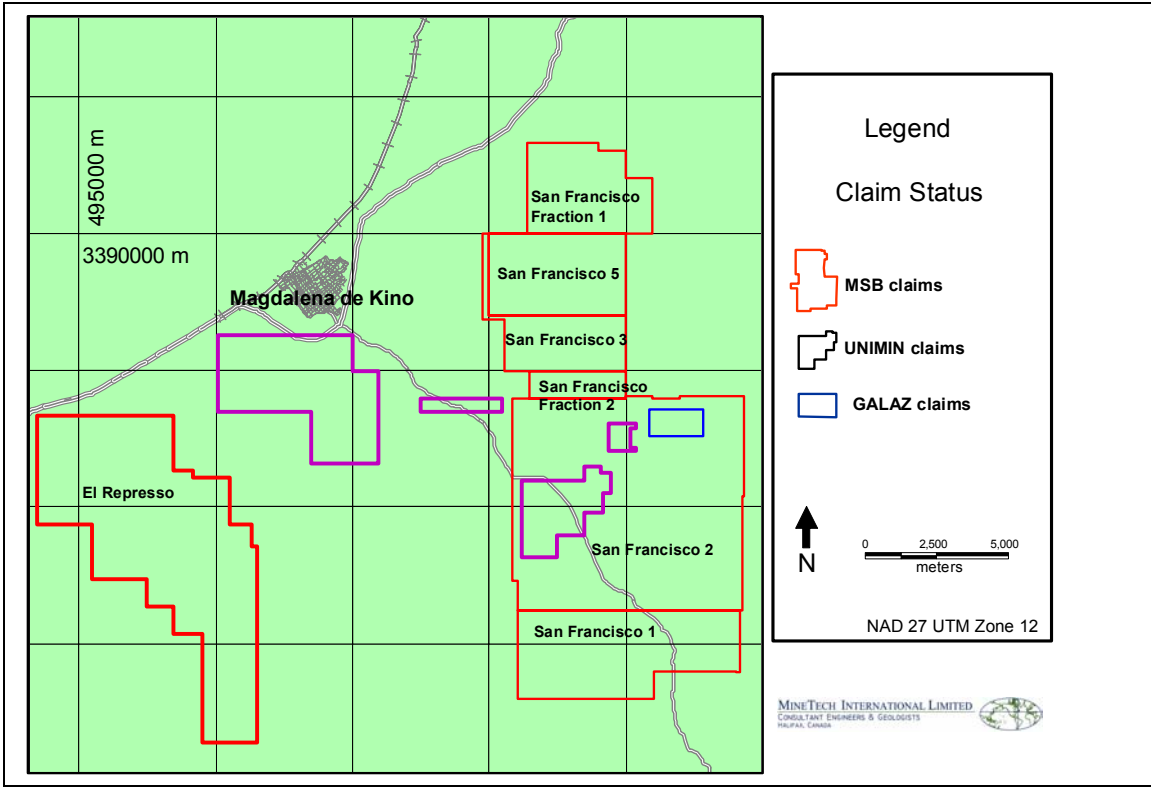 495000 m
3390000 m
Magdalena de Kino
San Francisco
Fraction 1
San Francisco 5
San Francisco 3
San Francisco
Fraction 2
El Represso
San Francisco 2
San Francisco 1
Legend
Claim Status
MSB claims
UNIMIN claims
GALAZ claims
N
0 2,500 5,000
meters
NAD 27 UTM Zone 12
MINETECH INTERNATIONAL LIMITED
CONSULTANT ENGINEERS & GEOLOGISTS
HALIFAX, CANADA